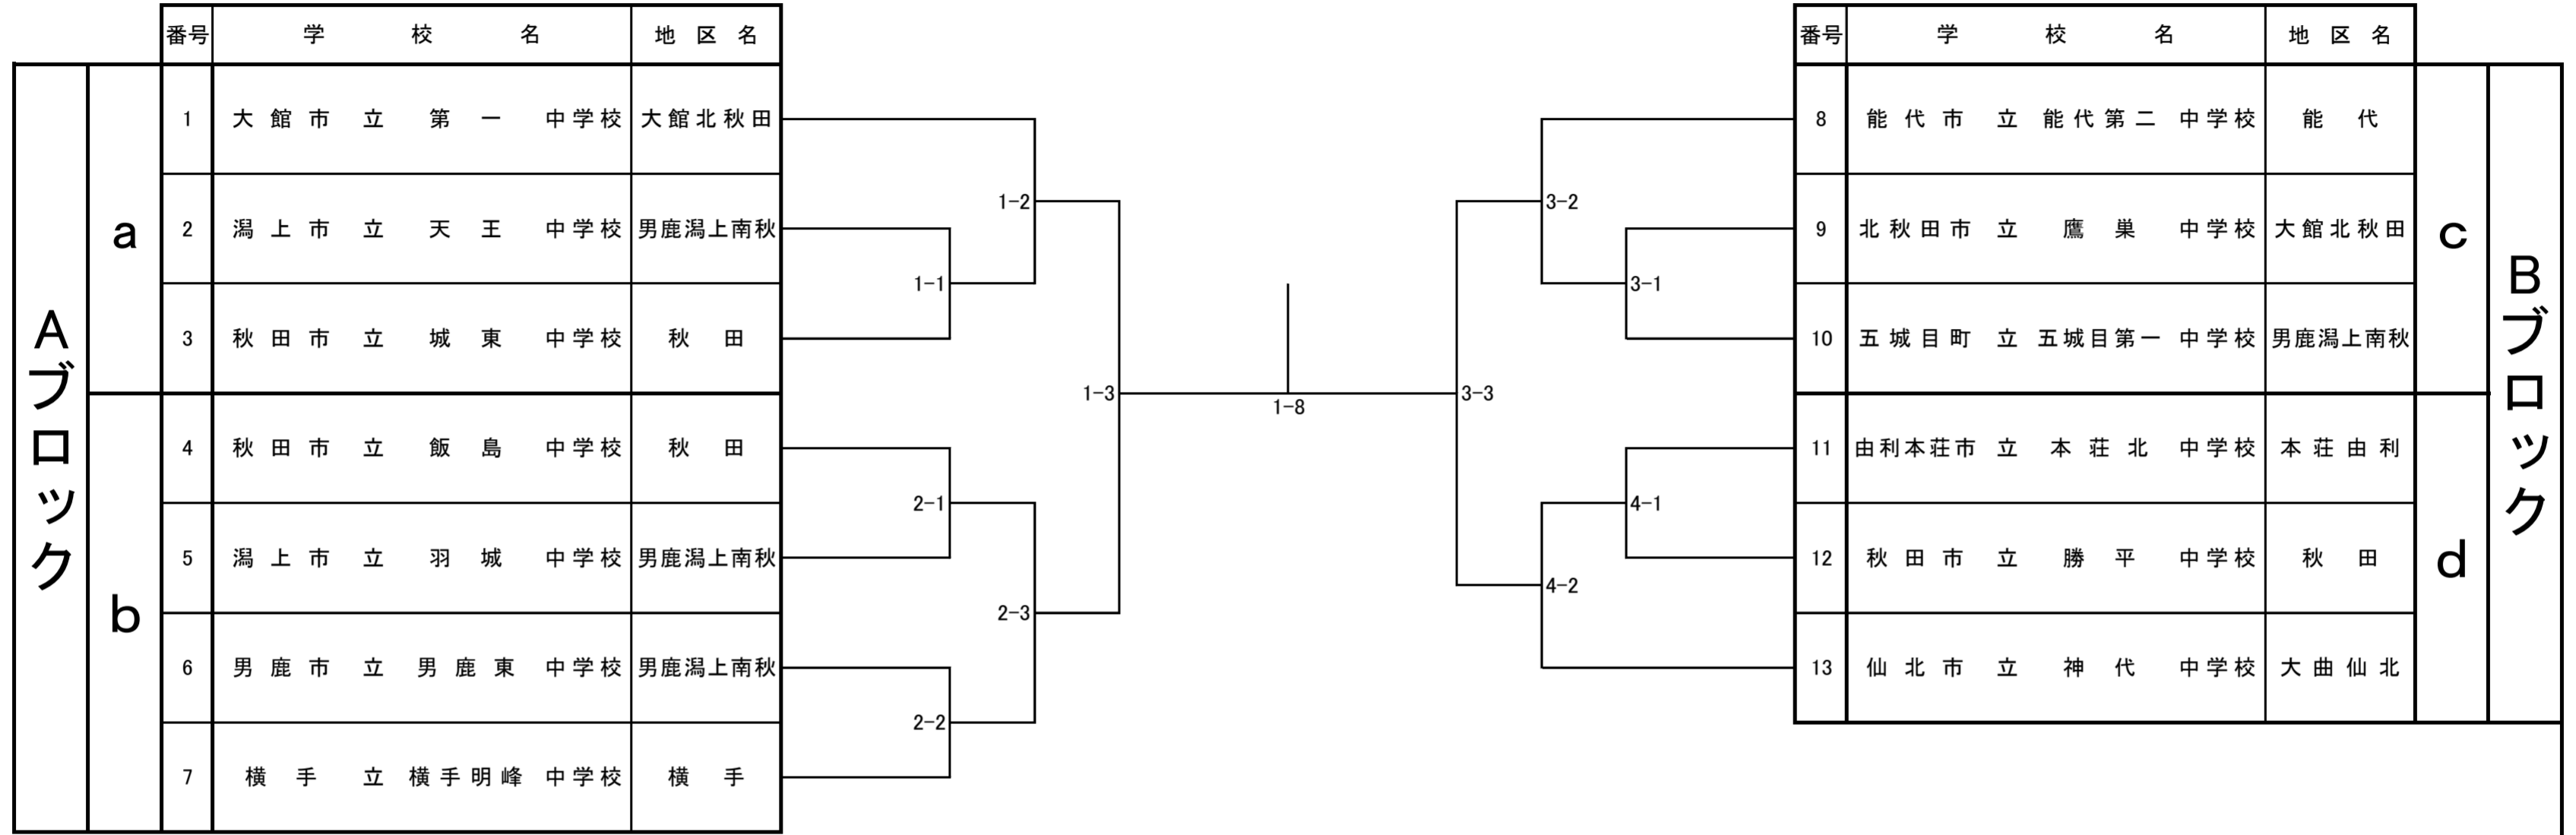 番号 学校名 地区名
Aブロック
a
1 大館市 立 第一 中学校 大館北秋田
2 潟上市 立 天王 中学校 男鹿潟上南秋
3 秋田市 立 城東 中学校 秋田
b
4 秋田市 立 飯島 中学校 秋田
5 潟上市 立 羽城 中学校 男鹿潟上南秋
6 男鹿市 立 男鹿東 中学校 男鹿潟上南秋
7 横手 立 横手明峰 中学校 横手
1-2
1-1
1-3
2-1
2-3
2-2
1-8
3-2
3-1
3-3
4-1
4-2
番号 学校名 地区名
8 能代市 立 能代第二 中学校 能代
9 北秋田市 立 鷹巣 中学校 大館北秋田
10 五城目町 立 五城目第一 中学校 男鹿潟上南秋
c
11 由利本荘市 立 本荘北 中学校 本荘由利
12 秋田市 立 勝平 中学校 秋田
13 仙北市 立 神代 中学校 大曲仙北
d
Bブロック